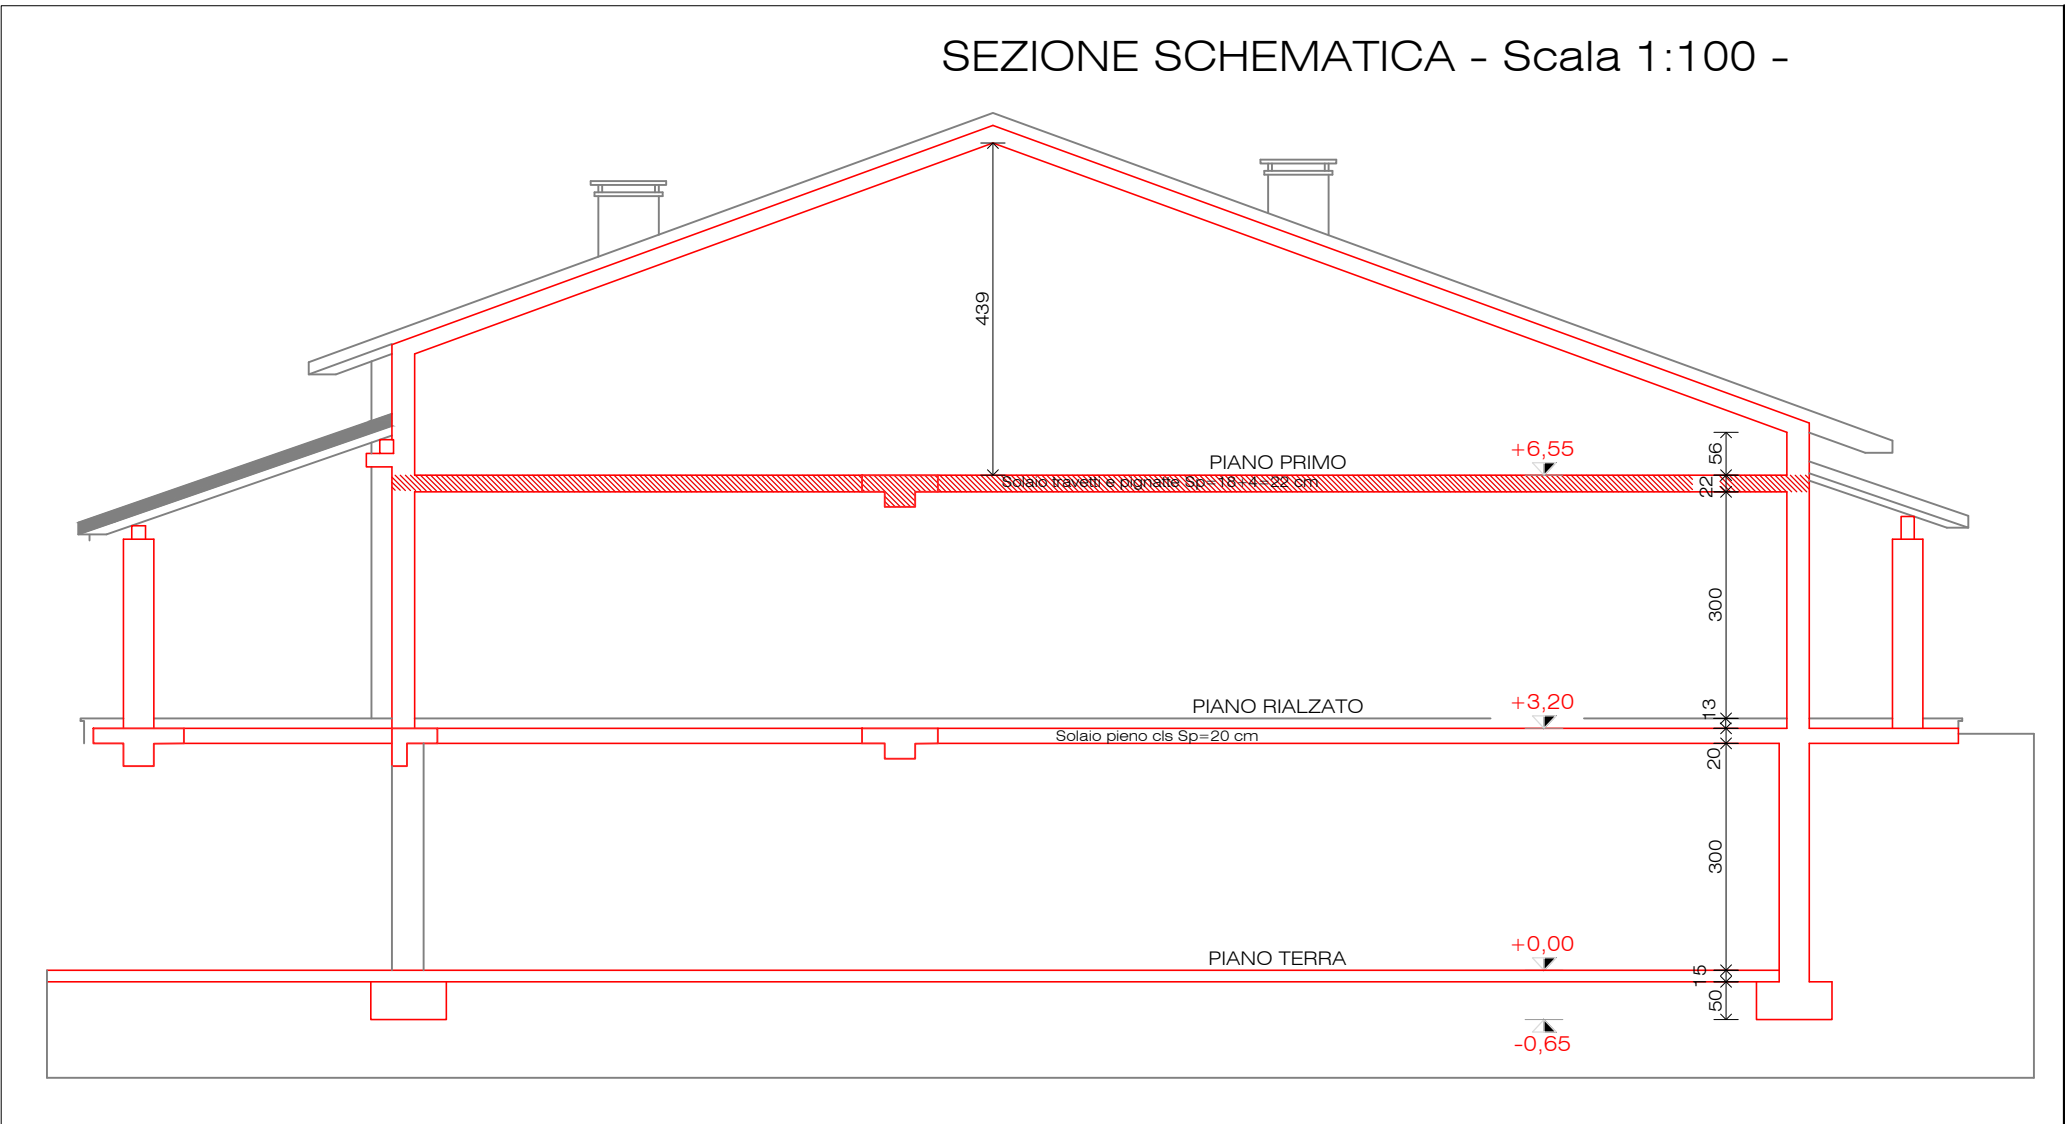 SEZIONE SCHEMATICA - Scala 1:100 -
439
PIANO PRIMO
+6,55
56
Solaio travetti e pignatte Sp=18+4=22 cm
22
300
PIANO RIALZATO
+3,20
13
Solaio pieno cls Sp=20 cm
20
300
PIANO TERRA
+0,00
15
50
-0,65